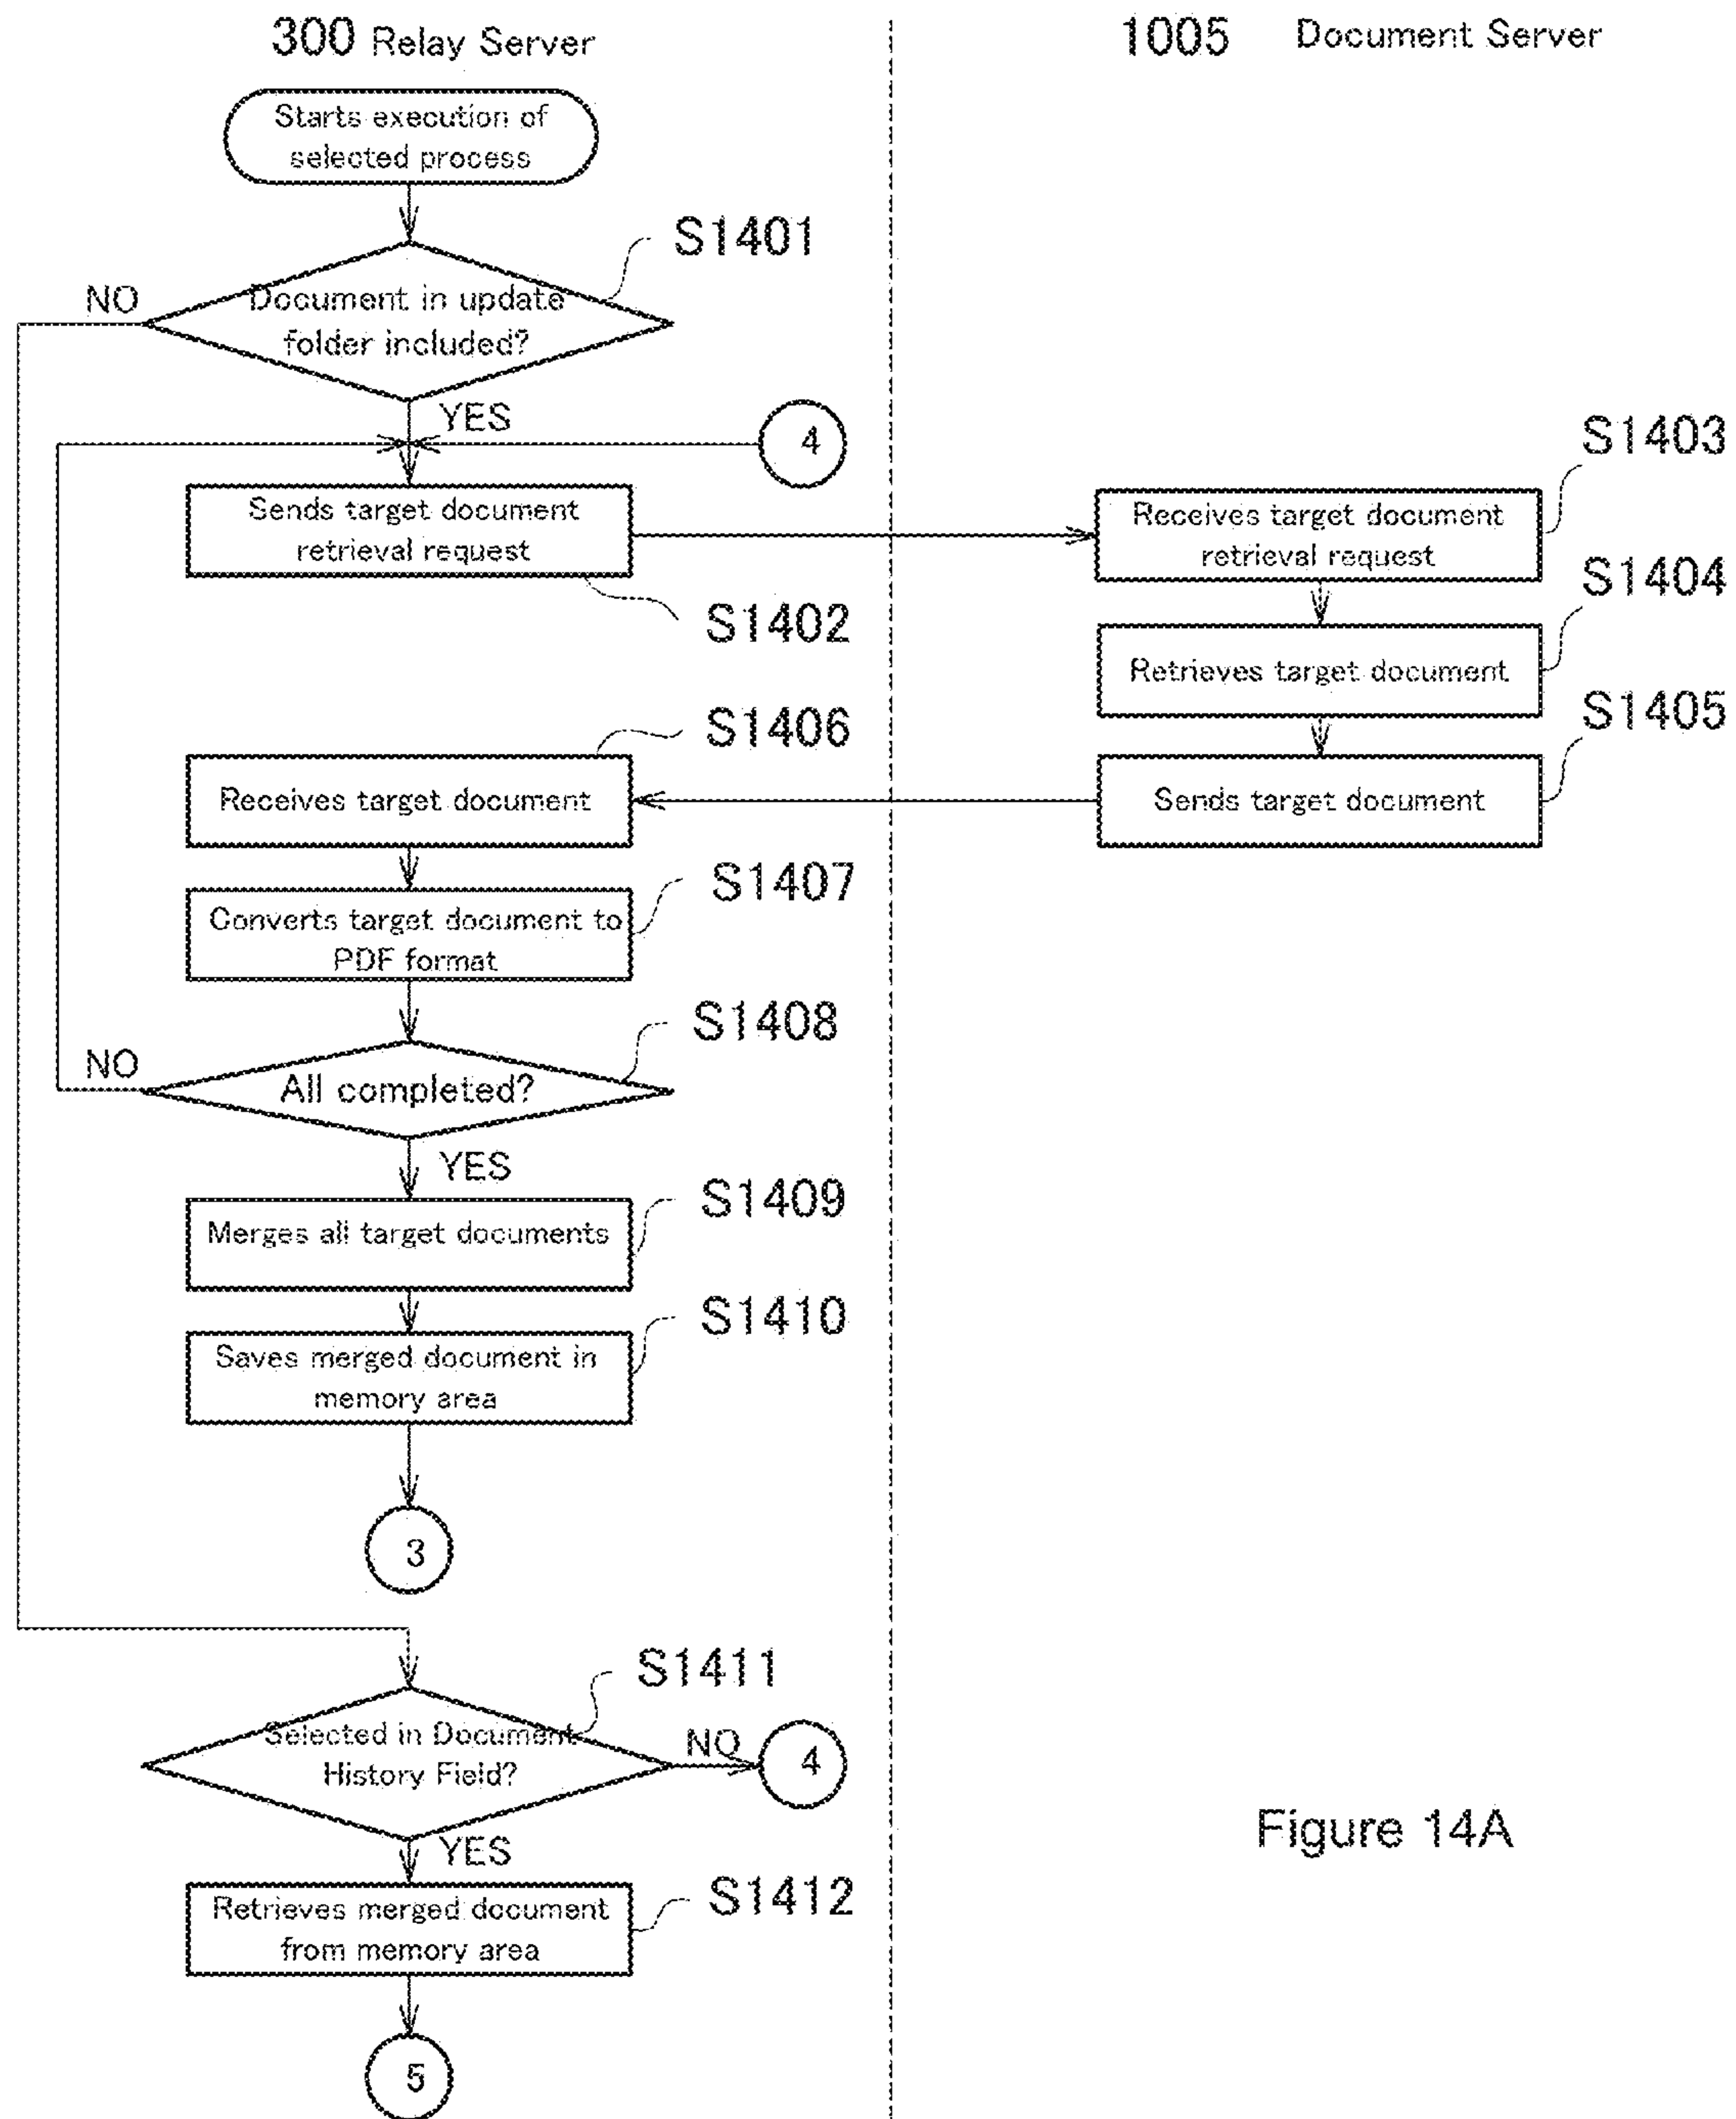 300 Relay Server
1005 Document Server
Starts execution of
selected process
S1401
NO
Document in update
folder included?
YES
4
S1403
Sends target document
retrieval request
Receives target document
retrieval request
S1404
S1402
Retrieves target document
S1405
S1406
Receives target document
Sends target document
S1407
Converts target document to
PDF format
S1408
NO
All completed?
YES
S1409
Merges all target documents
S1410
Saves merged document in
memory area
3
S1411
Selected in Document
History Field?
NO
4
YES
Figure 14A
S1412
Retrieves merged document
from memory area
5